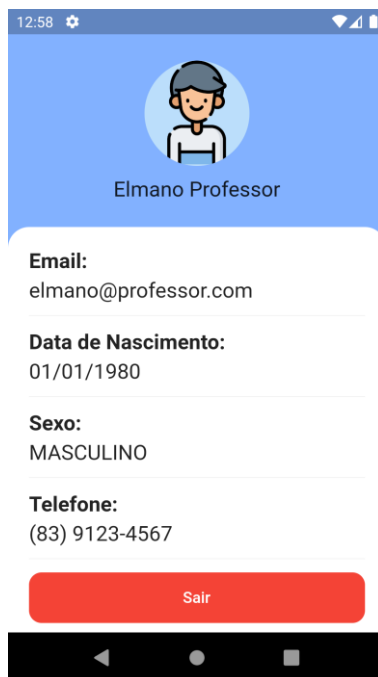 12:58
Elmano Professor
Email:
elmano@professor.com
Data de Nascimento:
01/01/1980
Sexo:
MASCULINO
Telefone:
(83) 9123-4567
Sair